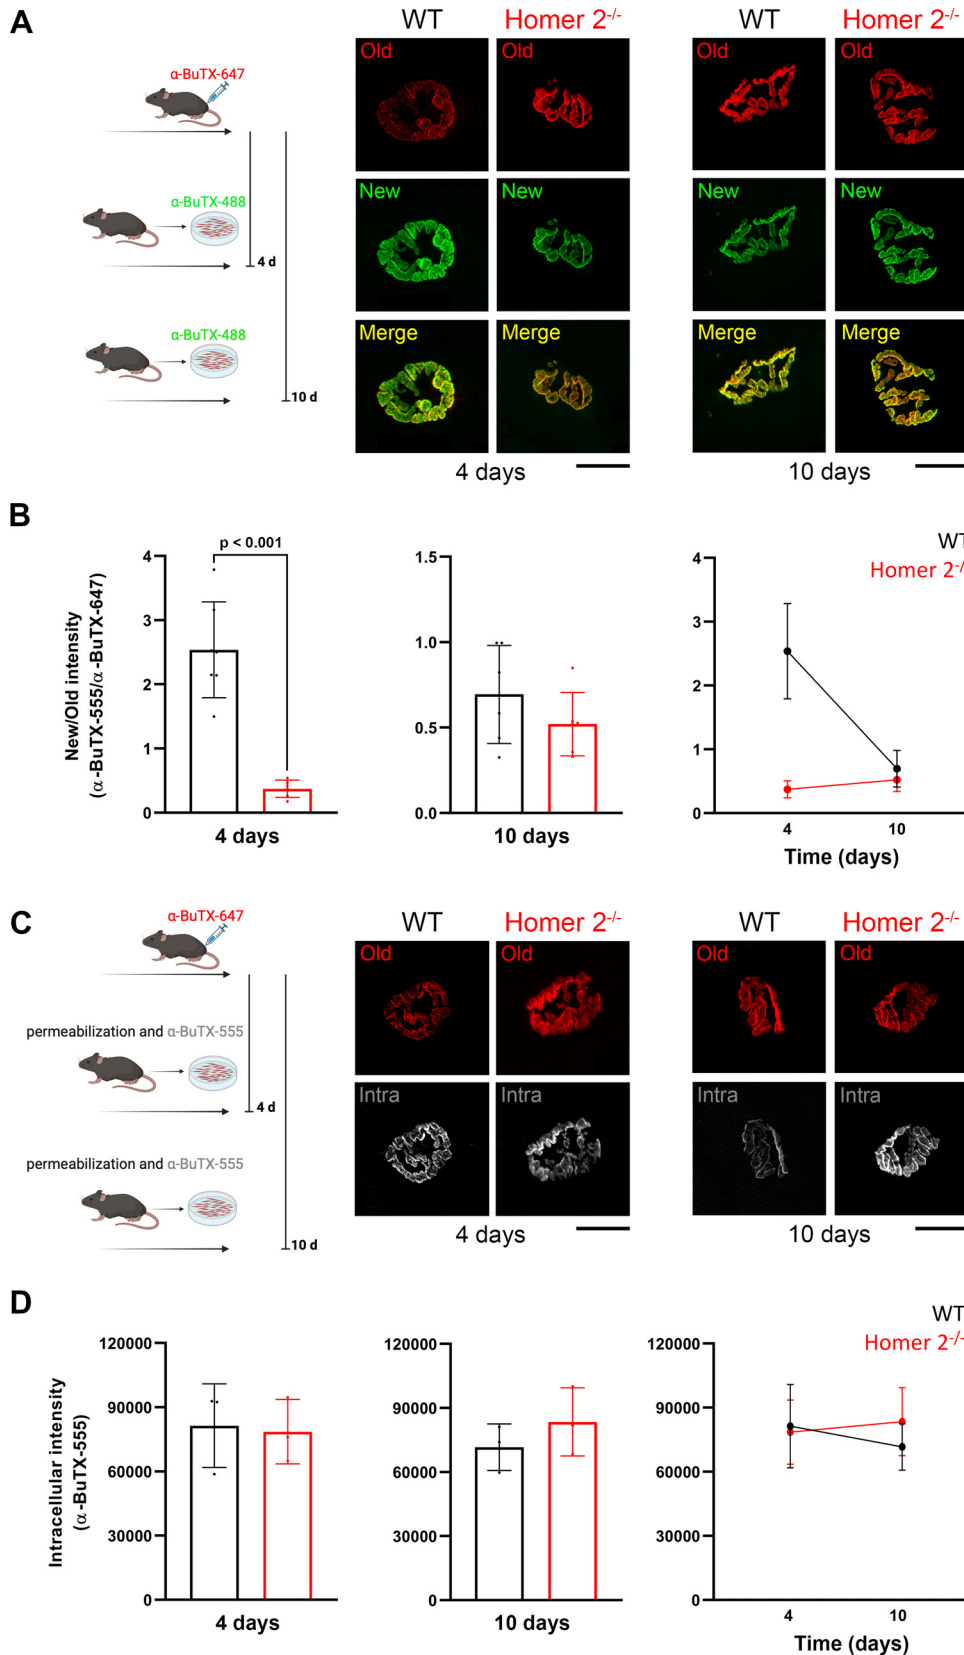 A
WT
Homer 2-/-
WT
Homer 2-/-
α-BuTX-647
α-BuTX-488
4 d
α-BuTX-488
10 d
Old
Old
Old
Old
New
New
New
New
Merge
Merge
Merge
Merge
4 days
10 days
B
New/Old intensity
(α-BuTX-555/α-BuTX-647)
4
3
2
1
0
p < 0.001
4 days
1.5
1.0
0.5
0.0
10 days
WT
Homer 2-/
4
3
2
1
0
4
10
Time (days)
C
WT
Homer 2-/-
WT
Homer 2-/-
α-BuTX-647
permeabilization and α-BuTX-555
4 d
permeabilization and α-BuTX-555
10 d
Old
Old
Old
Old
Intra
Intra
Intra
Intra
4 days
10 days
D
Intracellular intensity
(α-BuTX-555)
120000
90000
60000
30000
0
4 days
120000
90000
60000
30000
0
10 days
WT
Homer 2-/-
120000
90000
60000
30000
0
4
10
Time (days)